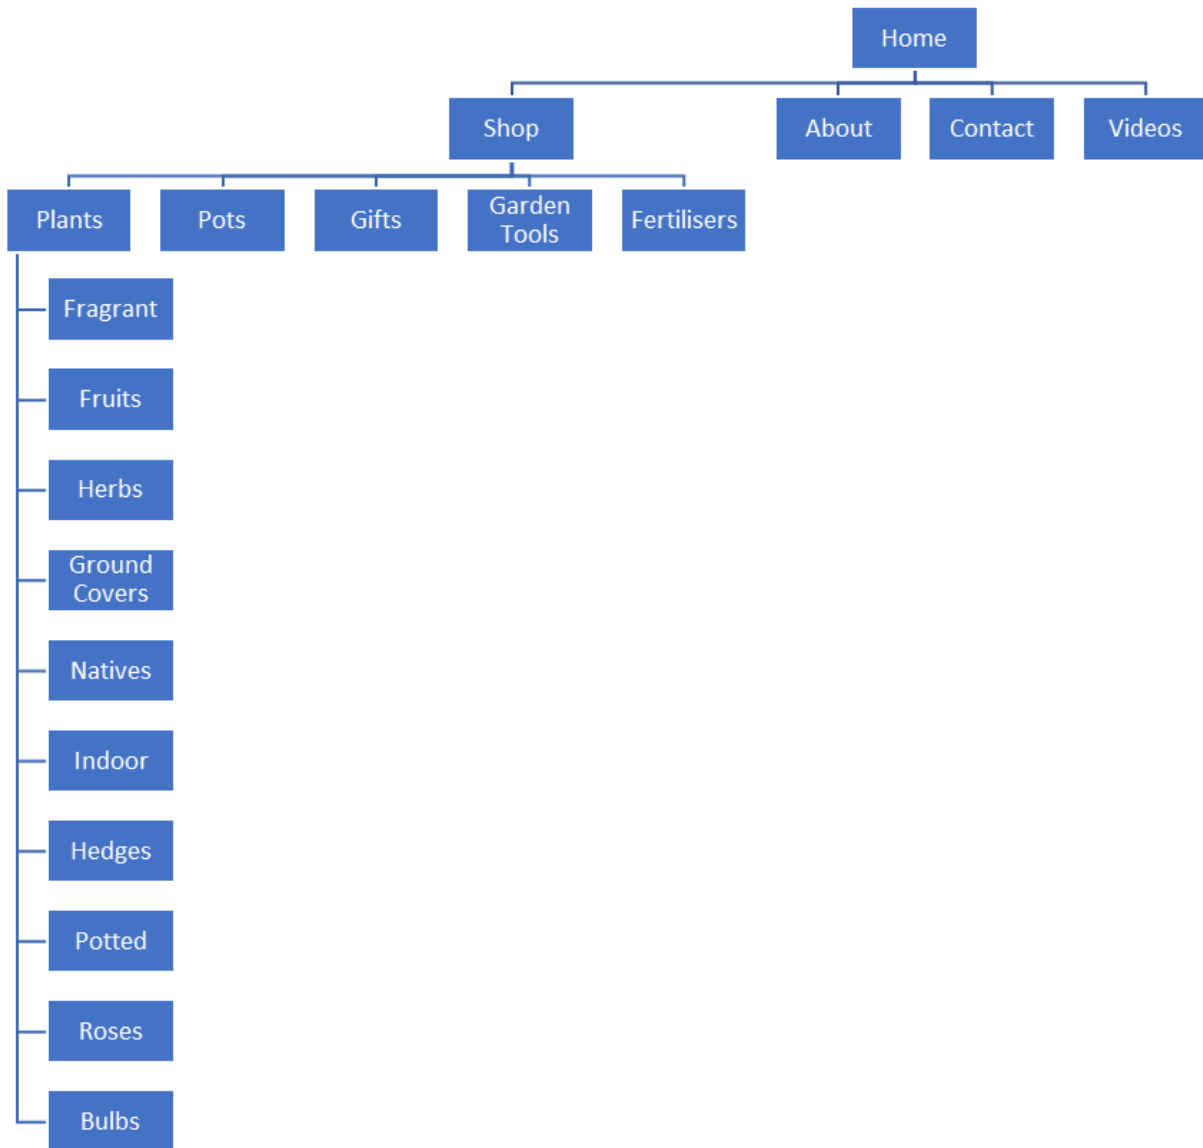 Home
Shop
About
Contact
Videos
Plants
Pots
Gifts
Garden
Tools
Fertilisers
Fragrant
Fruits
Herbs
Ground
Covers
Natives
Indoor
Hedges
Potted
Roses
Bulbs